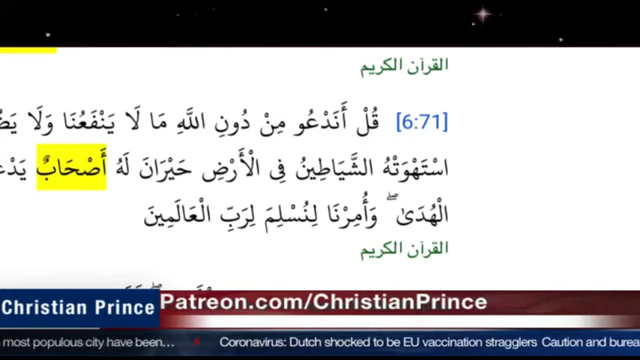 القرآن الكريم
[6:71] قُلْ أَنَدْعُو مِنْ دُونِ اللَّهِ مَا لَا يَنْفَعُنَا وَلَا
اسْتَهْوَتْهُ الشَّيَاطِينُ فِي الْأَرْضِ حَيْرَانَ لَهُ أَصْحَابٌ
الْهُدَىٰ ۖ وَأُمِرْنَا لِنُسْلِمَ لِرَبِّ الْعَالَمِينَ
القرآن الكريم
Christian Prince
Patreon.com/ChristianPrince
most populous city have been... Coronavirus: Dutch shocked to be EU vaccination stragglers Caution and burea